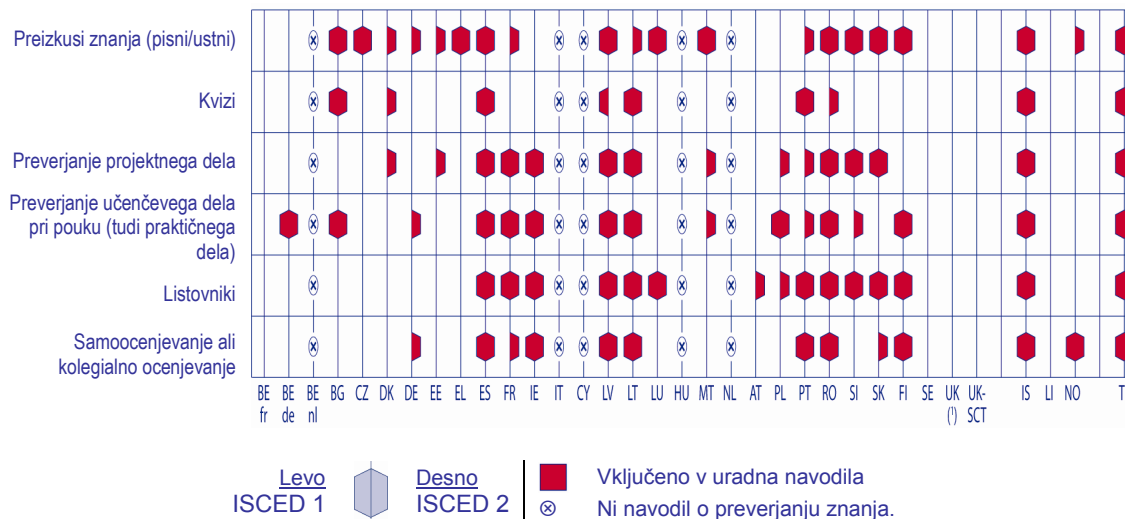 Preizkusi znanja (pisni/ustni)
Kvizi
Preverjanje projektnega dela
Preverjanje učenčevega dela
pri pouku (tudi praktičnega
dela)
Listovniki
Samoocenjevanje ali
kolegialno ocenjevanje
BE BE BE BG CZ DK DE EE EL ES FR IE IT CY LV LT LU HU MT NL AT PL PT RO SI SK FI SE UK UK- IS LI NO T
fr de nl (¹) SCT
Levo Desno Vključeno v uradna navodila
ISCED 1 ISCED 2 Ni navodil o preverjanju znanja.